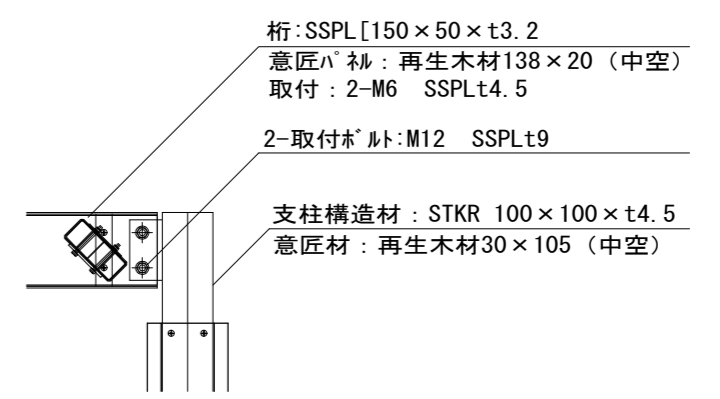 桁:SSPL[150×50×t3.2
意匠ﾊﾟﾈﾙ：再生木材138×20（中空）
取付：2-M6　SSPLt4.5
2-取付ﾎﾞﾙﾄ:M12　SSPLt9
支柱構造材：STKR 100×100×t4.5
意匠材：再生木材30×105（中空）